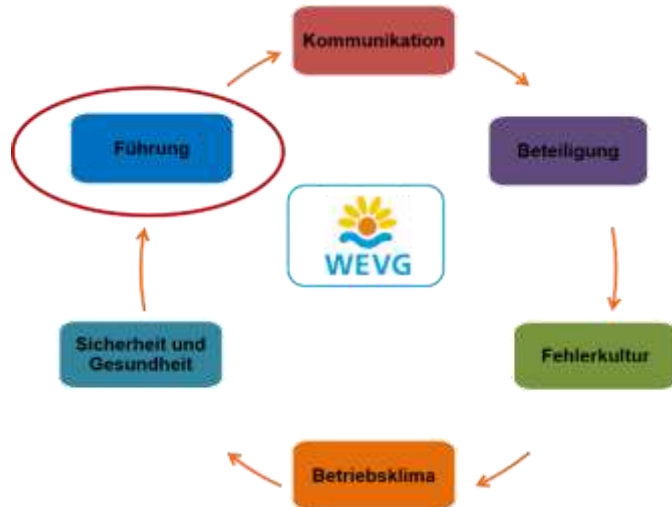 Kommunikation
Führung
Beteiligung
WEVG
Sicherheit und
Gesundheit
Fehlerkultur
Betriebsklima